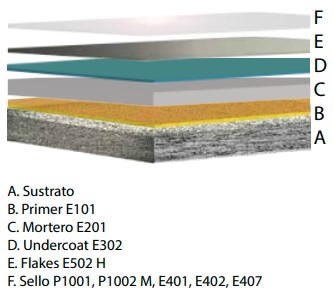 F
E
D
C
B
A
A. Sustrato
B. Primer E101
C. Mortero E201
D. Undercoat E302
E. Flakes E502 H
F. Sello P1001, P1002 M, E401, E402, E407